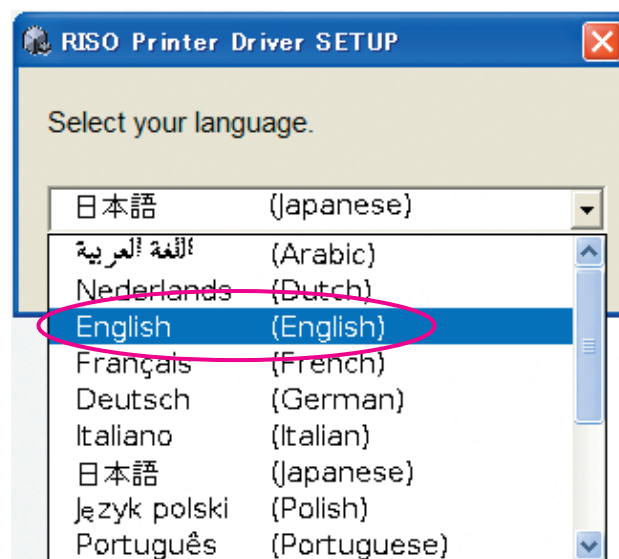 RISO Printer Driver SETUP
Select your language.
日本語 (Japanese)
اللغة العربية (Arabic)
Nederlands (Dutch)
English (English)
Français (French)
Deutsch (German)
Italiano (Italian)
日本語 (Japanese)
Język polski (Polish)
Português (Portuguese)